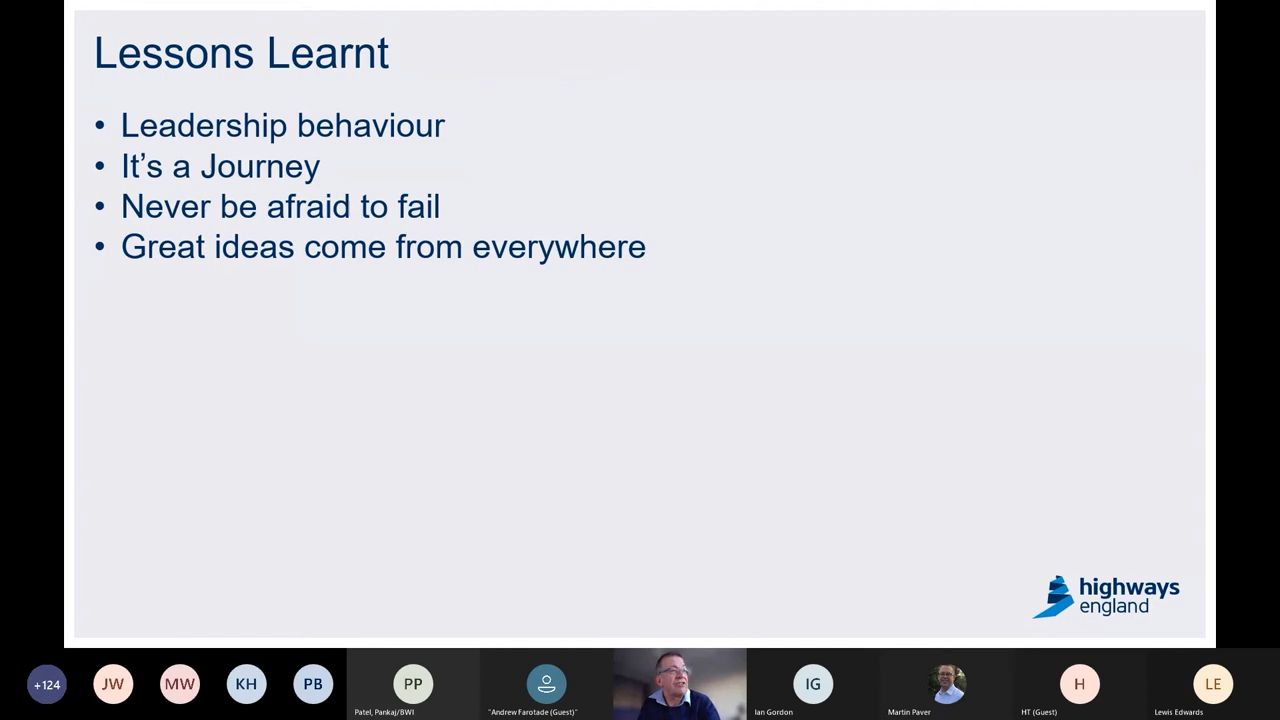 Lessons Learnt
• Leadership behaviour
• It’s a Journey
• Never be afraid to fail
• Great ideas come from everywhere
highways
england
+124
JW
MW
KH
PB
PP
Patel, Pankaj/BWI
"Andrew Farotade (Guest)"
IG
Ian Gordon
Martin Paver
H
HT (Guest)
LE
Lewis Edwards